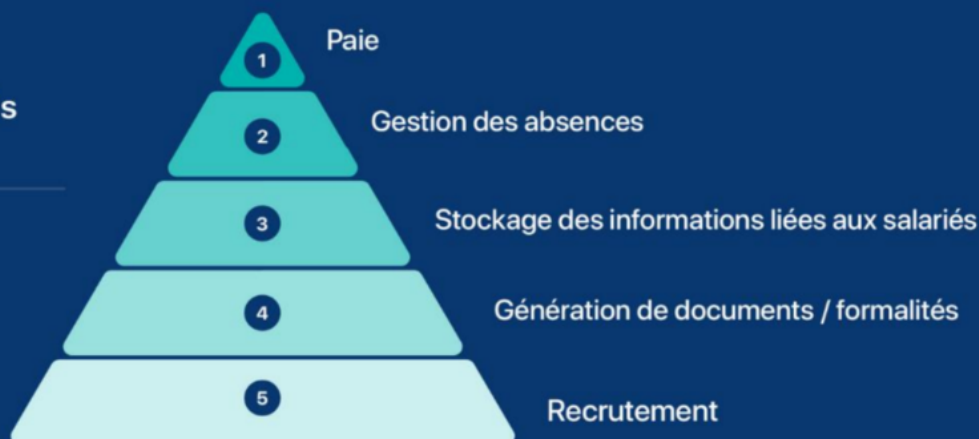 1
Paie
s
2
Gestion des absences
3
Stockage des informations liées aux salariés
4
Génération de documents / formalités
5
Recrutement